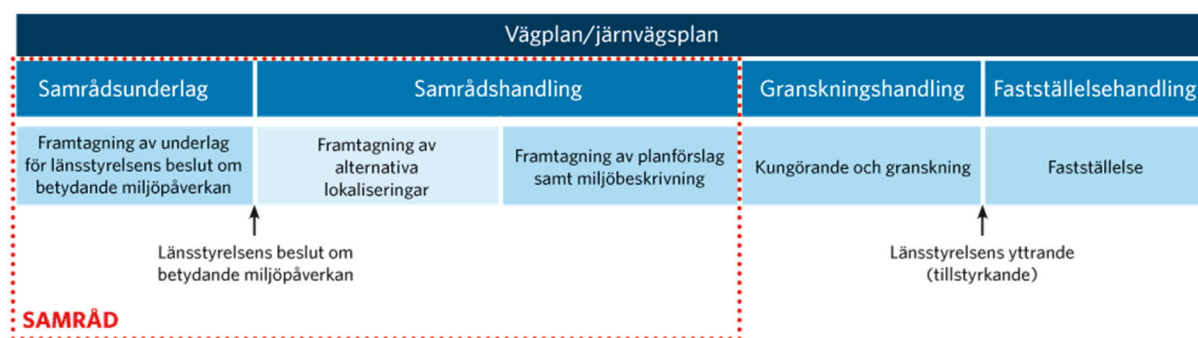 Vägplan/järnvägsplan
Samrådsunderlag
Samrådshandling
Granskningshandling
Fastställelsehandling
Framtagning av underlag
för länsstyrelsens beslut om
betydande miljöpåverkan
Framtagning av
alternativa
lokaliseringar
Framtagning av planförslag
samt miljöbeskrivning
Kungörande och granskning
Fastställelse
Länsstyrelsens beslut om
betydande miljöpåverkan
Länsstyrelsens yttrande
(tillstyrkande)
SAMRÅD